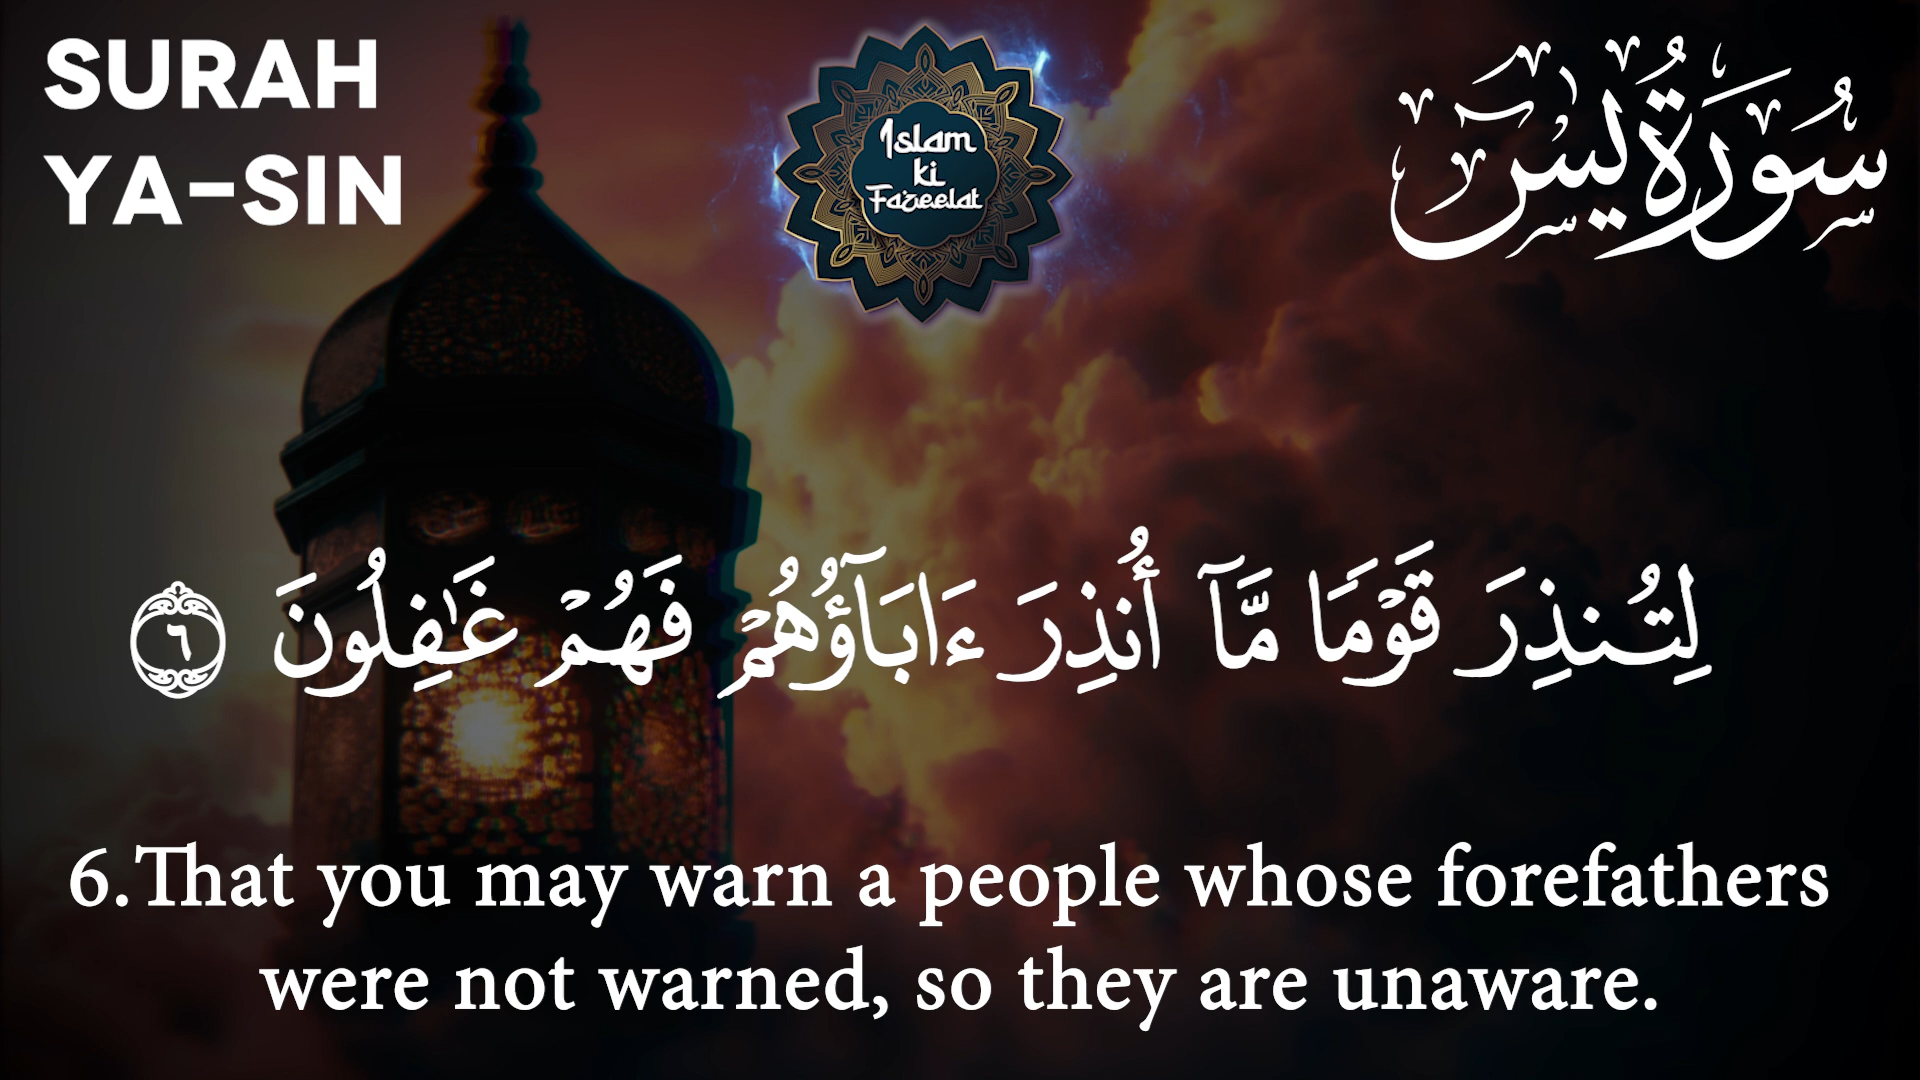 SURAH
YA-SIN
Islam
ki
Fazeelat
سُورَةُ يسٓ
لِتُنذِرَ قَوْمًا مَّآ أُنذِرَ ءَابَآؤُهُمْ فَهُمْ غَٰفِلُونَ ٦
6.That you may warn a people whose forefathers
were not warned, so they are unaware.